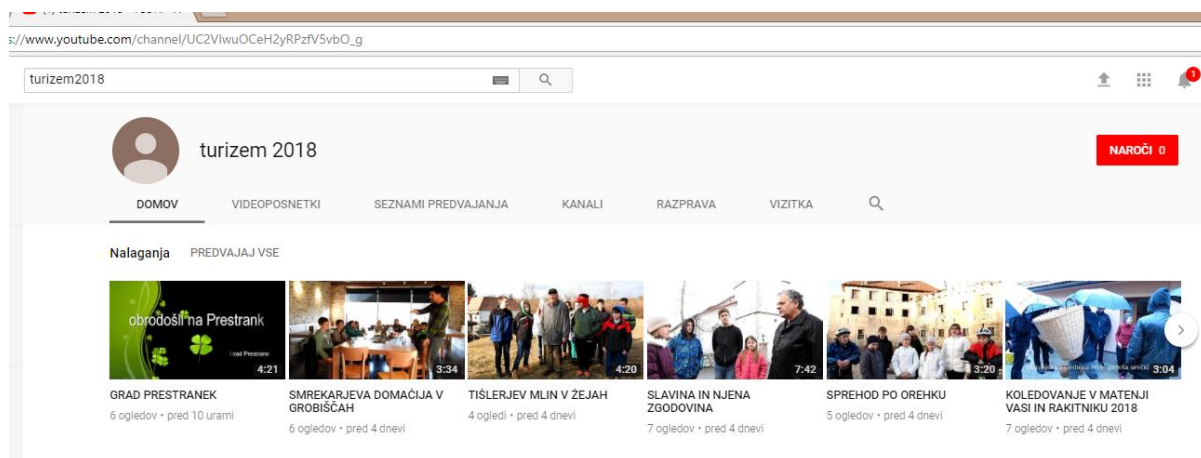 s://www.youtube.com/channel/UC2VIwuOCeH2yRPzfV5vbO_g
turizem2018
1
turizem 2018
NAROČI 0
DOMOV VIDEOPOSNETKI SEZNAMI PREDVAJANJA KANALI RAZPRAVA VIZITKA
Nalaganja PREDVAJAJ VSE
obrodošli na Prestrank
Grad Prestranek
4:21
3:34
4:20
7:42
3:20
3:04
GRAD PRESTRANEK
6 ogledov • pred 10 urami
SMREKARJEVA DOMAČIJA V
GROBIŠČAH
6 ogledov • pred 4 dnevi
TIŠLERJEV MLIN V ŽEJAH
4 ogledi • pred 4 dnevi
SLAVINA IN NJENA
ZGODOVINA
7 ogledov • pred 4 dnevi
SPREHOD PO OREHKU
5 ogledov • pred 4 dnevi
KOLEDOVANJE V MATENJI
VASI IN RAKITNIKU 2018
7 ogledov • pred 4 dnevi